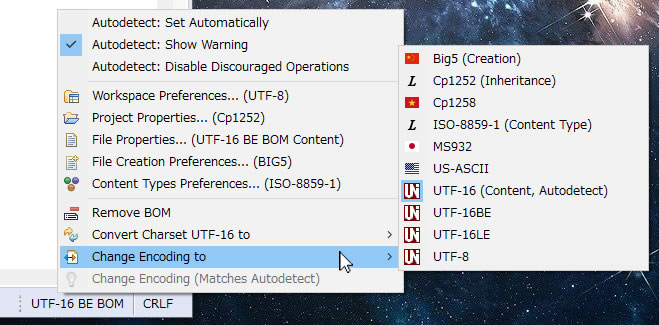 Autodetect: Set Automatically
Autodetect: Show Warning
Autodetect: Disable Discouraged Operations
Workspace Preferences... (UTF-8)
Project Properties... (Cp1252)
File Properties... (UTF-16 BE BOM Content)
File Creation Preferences... (BIG5)
Content Types Preferences... (ISO-8859-1)
Remove BOM
Convert Charset UTF-16 to
Change Encoding to
Change Encoding (Matches Autodetect)
Big5 (Creation)
Cp1252 (Inheritance)
Cp1258
ISO-8859-1 (Content Type)
MS932
US-ASCII
UTF-16 (Content, Autodetect)
UTF-16BE
UTF-16LE
UTF-8
UTF-16 BE BOM
CRLF